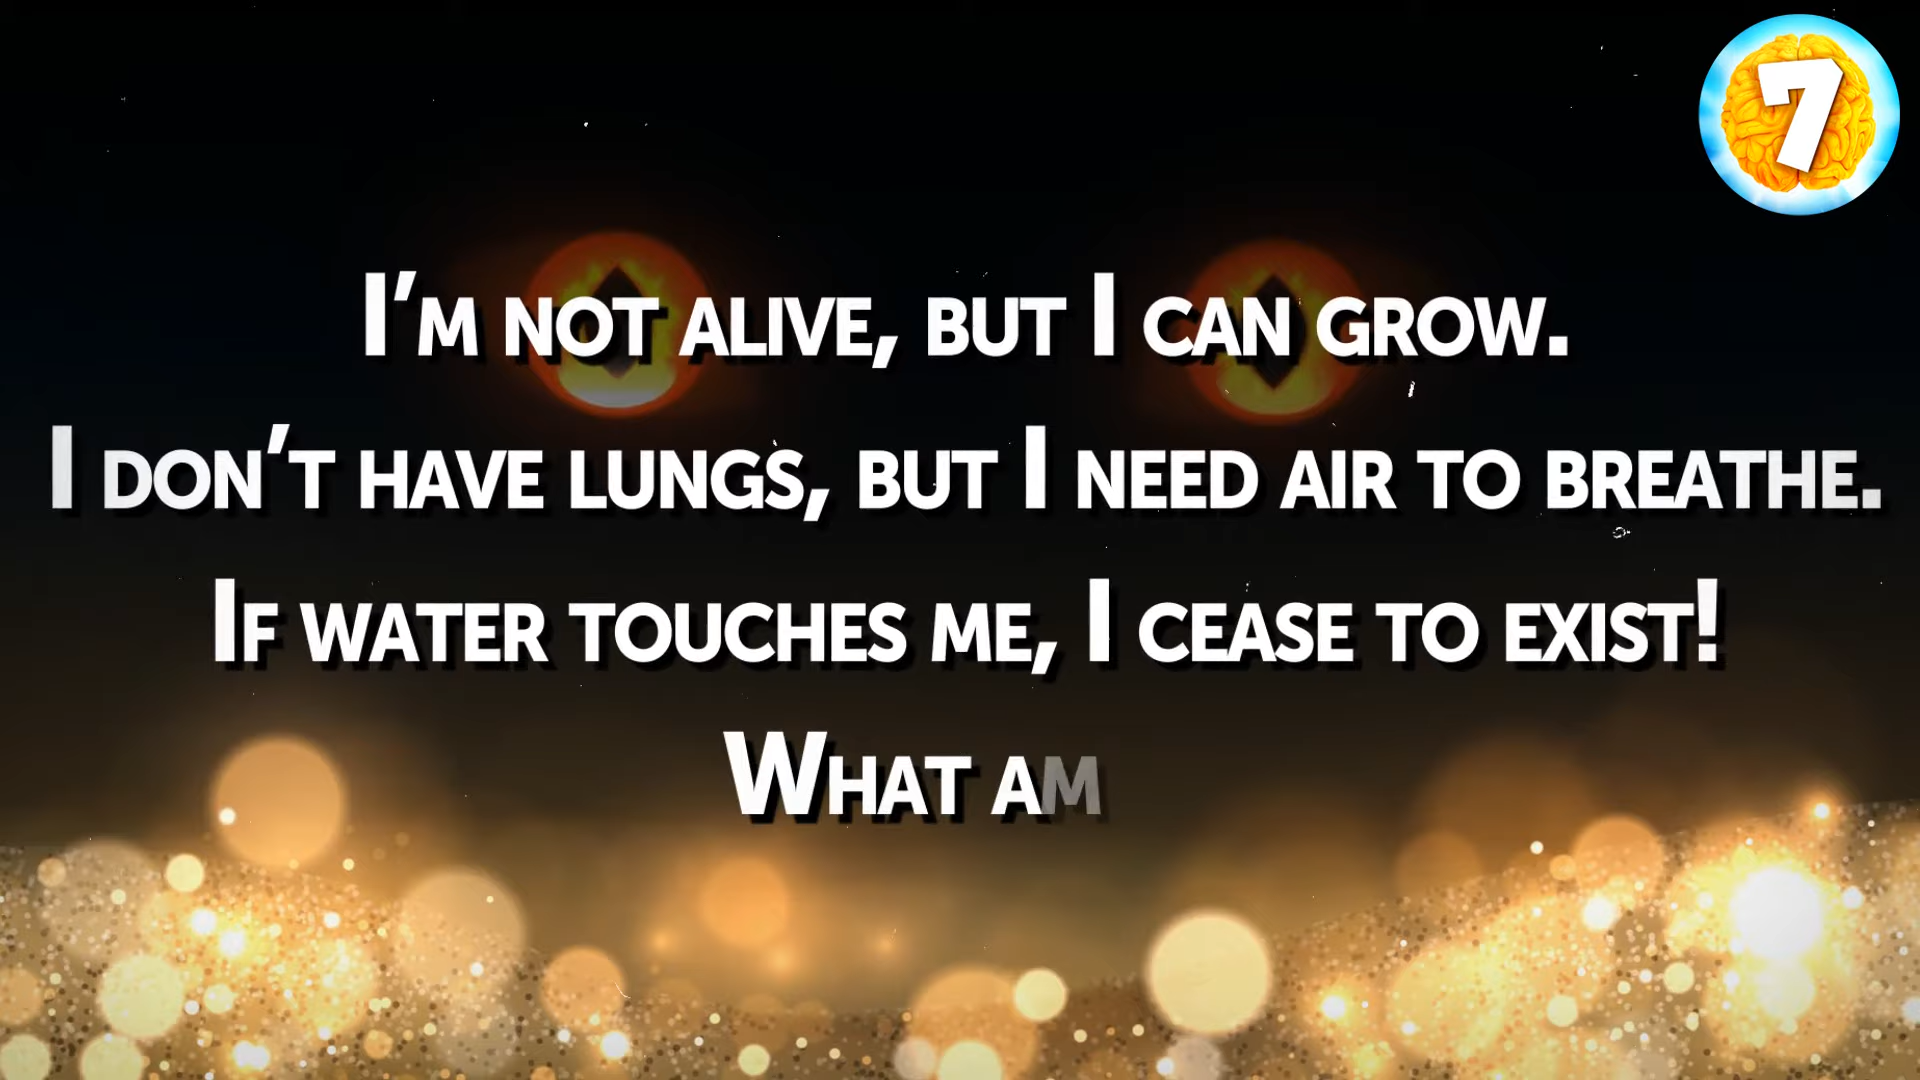 7
I'm not alive, but I can grow.
I don't have lungs, but I need air to breathe.
If water touches me, I cease to exist!
What am